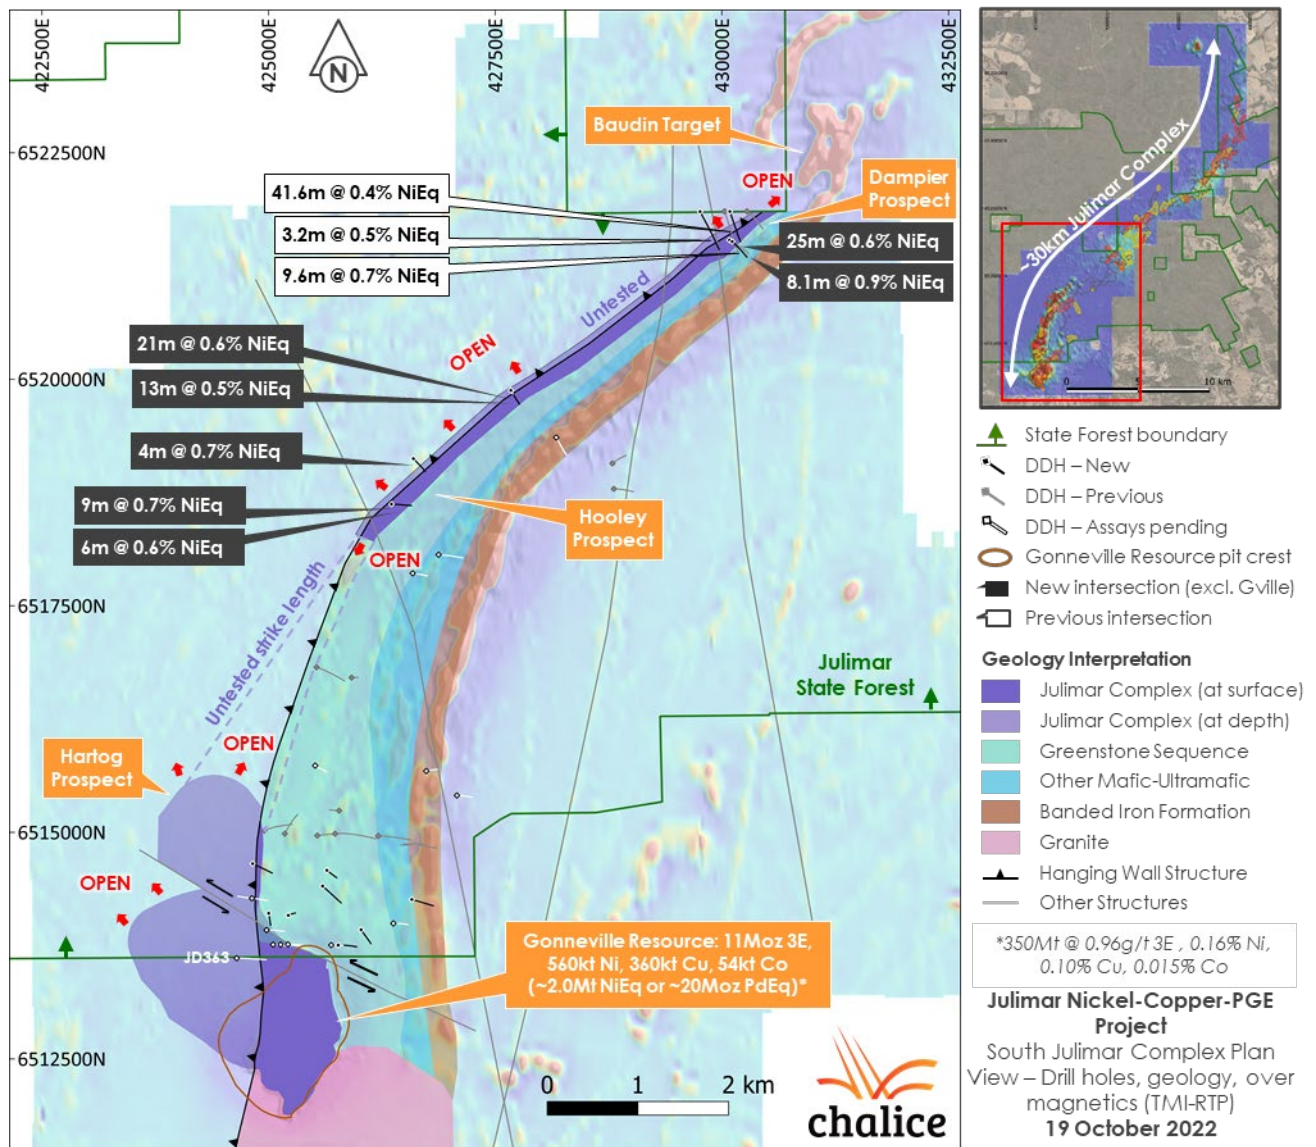 422500E
425000E
427500E
430000E
432500E
N
6522500N
6520000N
6517500N
6515000N
6512500N
Baudin Target
Dampier
Prospect
OPEN
41.6m @ 0.4% NiEq
3.2m @ 0.5% NiEq
9.6m @ 0.7% NiEq
25m @ 0.6% NiEq
8.1m @ 0.9% NiEq
Untested
OPEN
21m @ 0.6% NiEq
13m @ 0.5% NiEq
4m @ 0.7% NiEq
9m @ 0.7% NiEq
6m @ 0.6% NiEq
Hooley
Prospect
OPEN
Untested strike length
Julimar
State Forest
OPEN
Hartog
Prospect
OPEN
JD363
Gonneville Resource: 11Moz 3E,
560kt Ni, 360kt Cu, 54kt Co
(~2.0Mt NiEq or ~20Moz PdEq)*
0 1 2 km
chalice
~30km Julimar Complex
0 10 km
State Forest boundary
DDH – New
DDH – Previous
DDH – Assays pending
Gonneville Resource pit crest
New intersection (excl. Gville)
Previous intersection
Geology Interpretation
Julimar Complex (at surface)
Julimar Complex (at depth)
Greenstone Sequence
Other Mafic-Ultramafic
Banded Iron Formation
Granite
Hanging Wall Structure
Other Structures
*350Mt @ 0.96g/t 3E , 0.16% Ni,
0.10% Cu, 0.015% Co
Julimar Nickel-Copper-PGE
Project
South Julimar Complex Plan
View – Drill holes, geology, over
magnetics (TMI-RTP)
19 October 2022